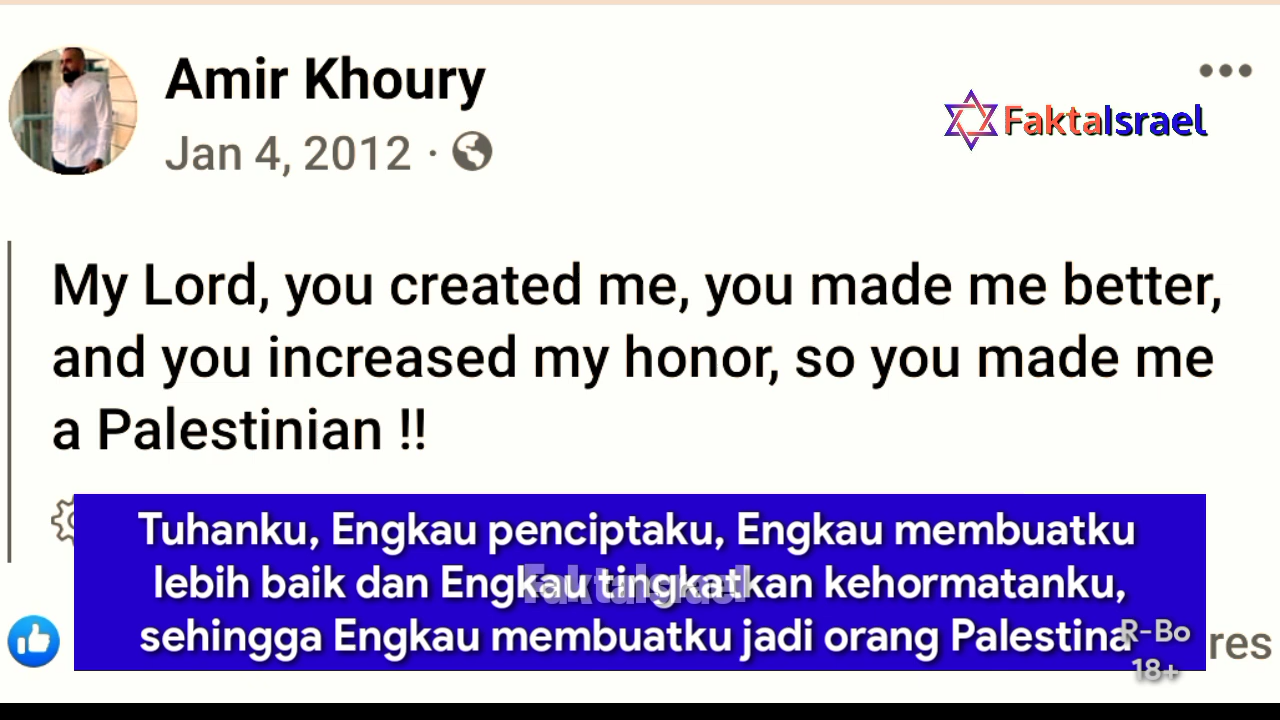 Amir Khoury
Jan 4, 2012 ·
FaktaIsrael
My Lord, you created me, you made me better,
and you increased my honor, so you made me
a Palestinian !!
Tuhanku, Engkau penciptaku, Engkau membuatku
lebih baik dan Engkau tingkatkan kehormatanku,
sehingga Engkau membuatku jadi orang Palestina
FaktaIsrael
R-Bo
18+